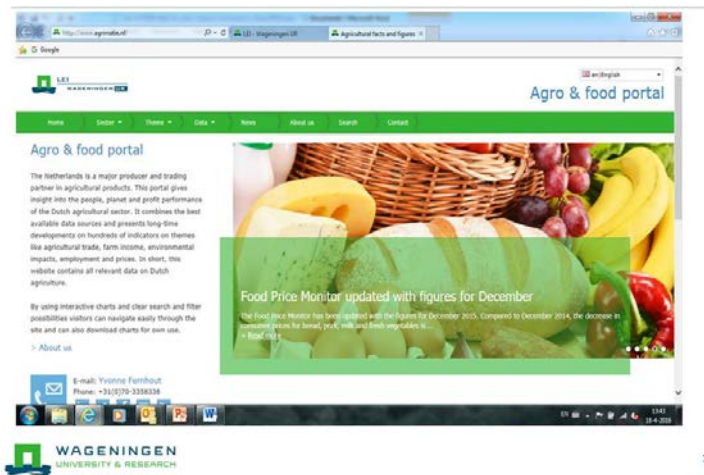 http://www.agrimatie.nl/
LEI - Wageningen UR
Agricultural facts and figures
Google
LEI
WAGENINGEN UR
en|English
Agro & food portal
Home Sector Theme Data News About us Search Contact
Agro & food portal
The Netherlands is a major producer and trading
partner in agricultural products. This portal gives
insight into the people, planet and profit performance
of the Dutch agricultural sector. It combines the best
available data sources and presents long-time
developments on hundreds of indicators on themes
like agricultural trade, farm income, environmental
impacts, employment and prices. In short, this
website contains all relevant data on Dutch
agriculture.
By using interactive charts and clear search and filter
possibilities visitors can navigate easily through the
site and can also download charts for own use.
> About us
E-mail: Yvonne Fernhout
Phone: +31(0)70-3358336
Food Price Monitor updated with figures for December
The Food Price Monitor has been updated with the figures for December 2015. Compared to December 2014, the decrease in
consumer prices for bread, pork, milk and fresh vegetables is...
> Read more
EN
13:43
18-4-2016
WAGENINGEN
UNIVERSITY & RESEARCH